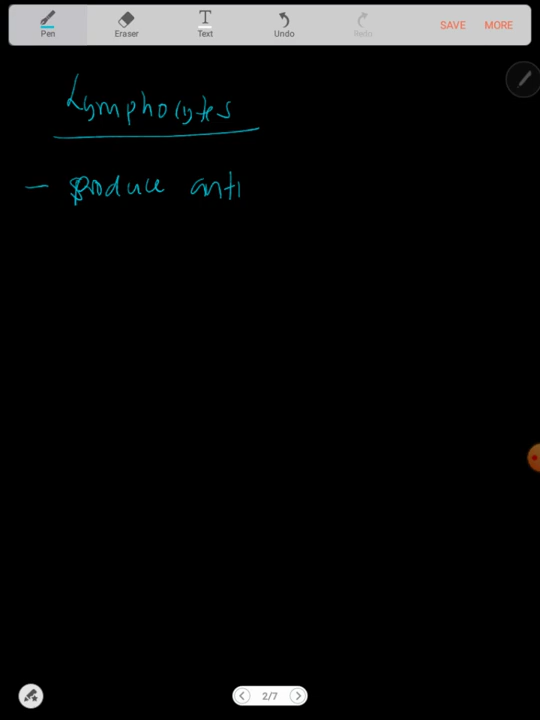 Pen Eraser Text Undo Redo SAVE MORE
Lymphocytes
— produce anti
2/7